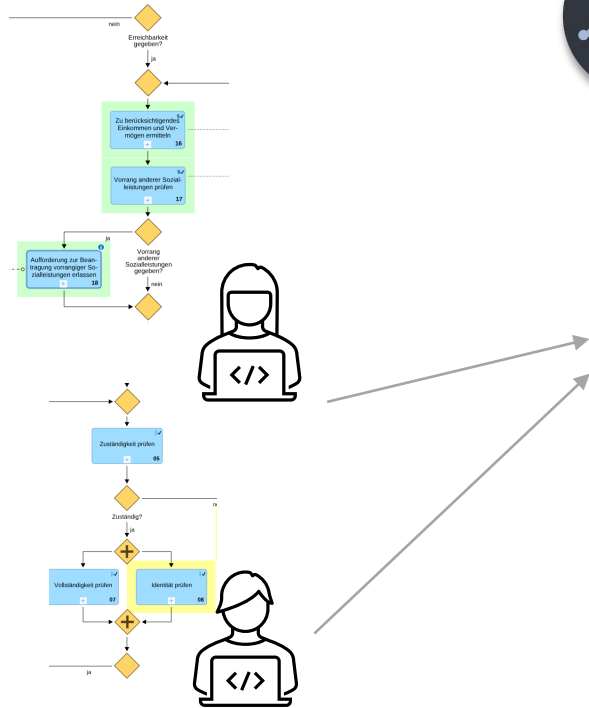 nein
Erreichbarkeit
gegeben?
ja
Zu berücksichtigendes
Einkommen und Ver-
mögen ermitteln
16
Vorrang anderer Sozial-
leistungen prüfen
17
ja
Vorrang
anderer
Sozialleistungen
gegeben?
nein
Aufforderung zur Bean-
tragung vorrangiger So-
zialleistungen erlassen
18
</>
Zuständigkeit prüfen
05
Zuständig?
ja
Vollständigkeit prüfen
07
Identität prüfen
08
ja
</>